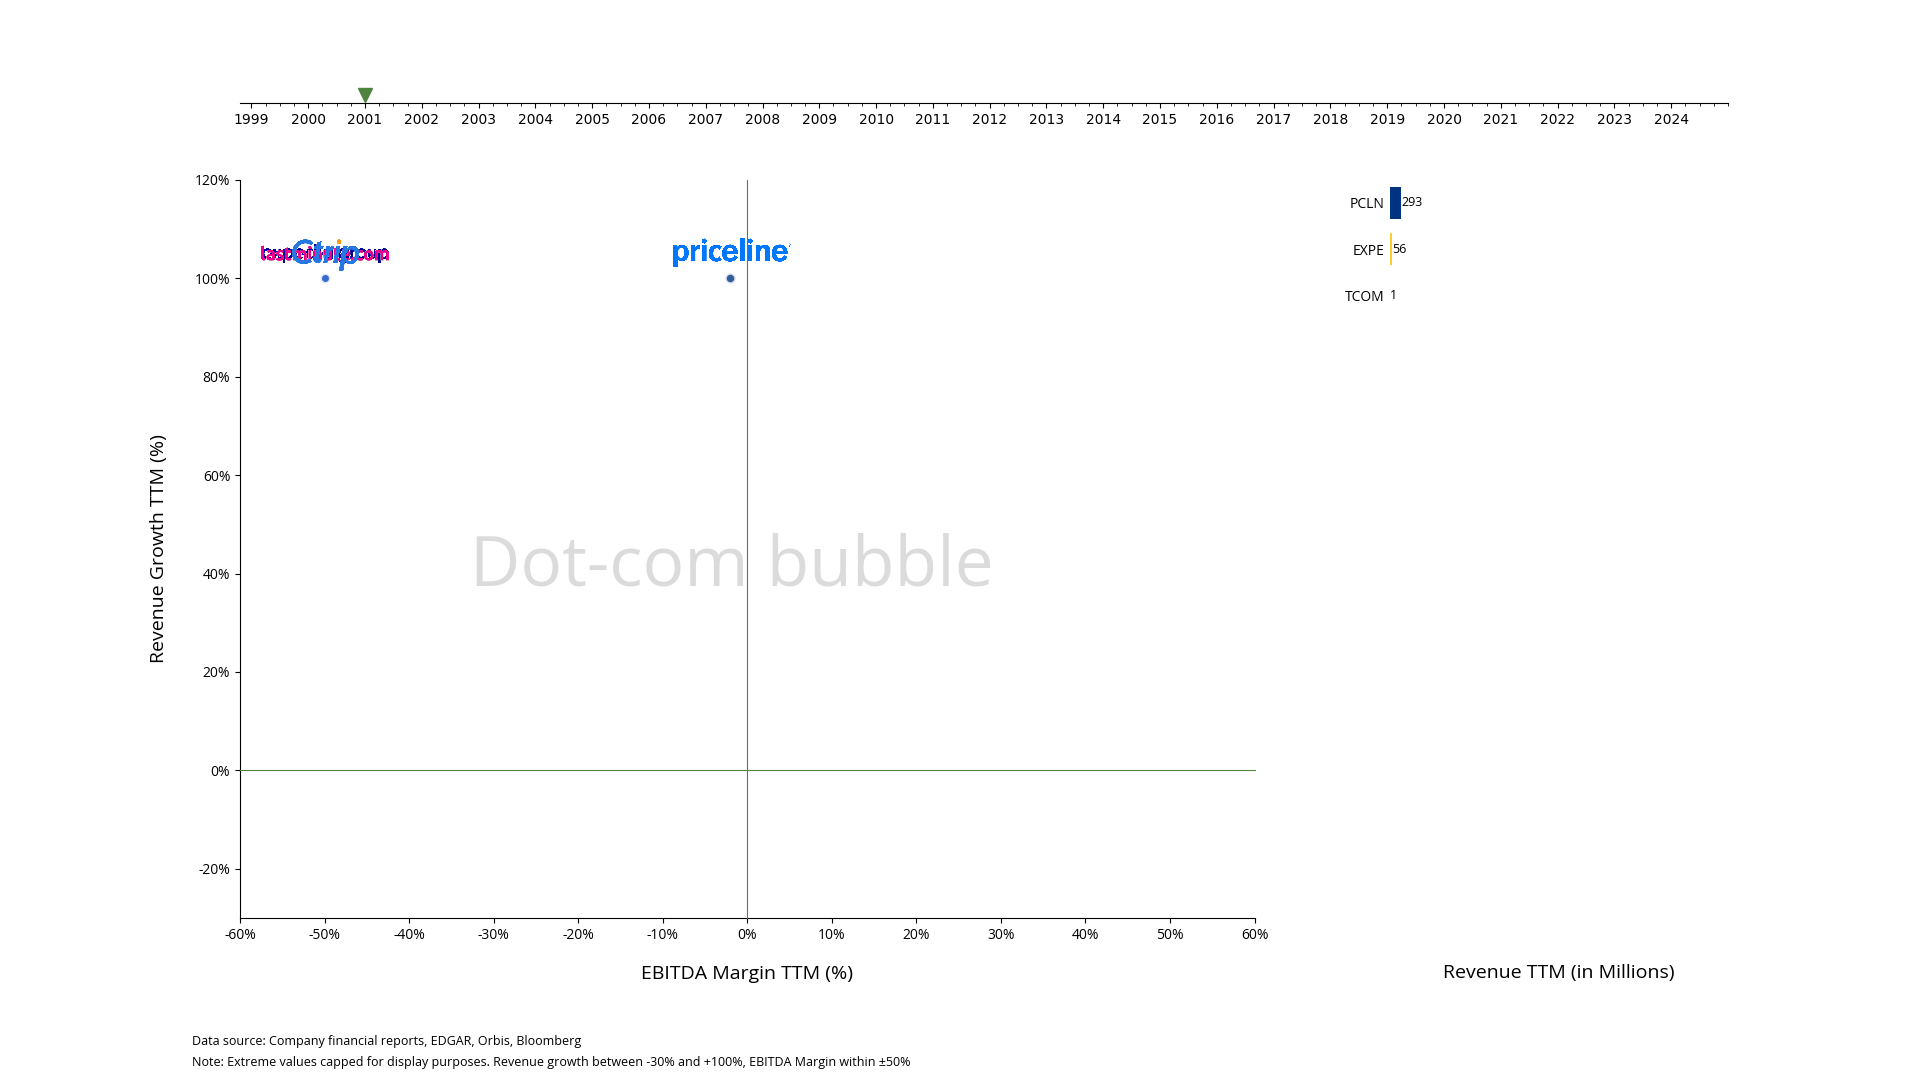 1999 2000 2001 2002 2003 2004 2005 2006 2007 2008 2009 2010 2011 2012 2013 2014 2015 2016 2017 2018 2019 2020 2021 2022 2023 2024
120%
100%
80%
60%
40%
20%
0%
-20%
Revenue Growth TTM (%)
Ctrip
priceline
Dot-com bubble
-60% -50% -40% -30% -20% -10% 0% 10% 20% 30% 40% 50% 60%
EBITDA Margin TTM (%)
PCLN 293
EXPE 56
TCOM 1
Revenue TTM (in Millions)
Data source: Company financial reports, EDGAR, Orbis, Bloomberg
Note: Extreme values capped for display purposes. Revenue growth between -30% and +100%, EBITDA Margin within ±50%